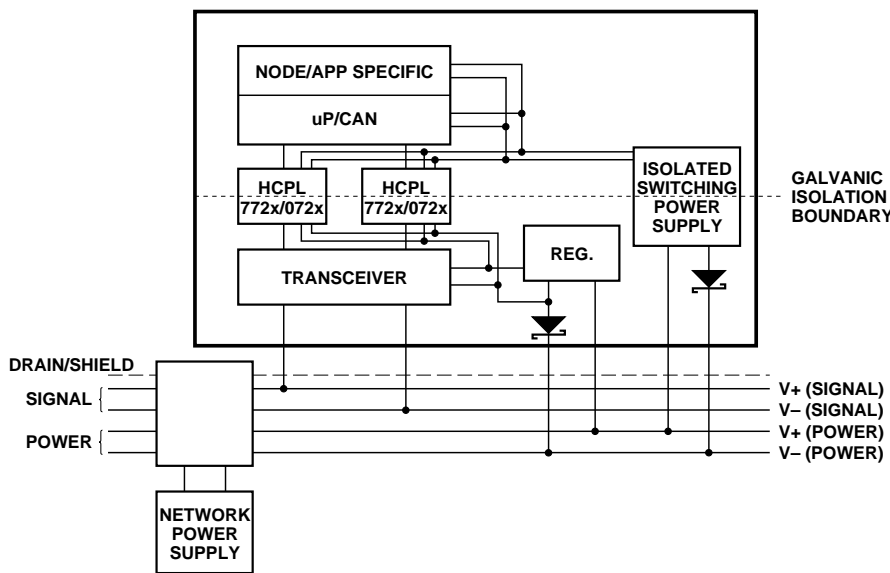 NODE/APP SPECIFIC
uP/CAN
HCPL
772x/072x
HCPL
772x/072x
ISOLATED
SWITCHING
POWER
SUPPLY
GALVANIC
ISOLATION
BOUNDARY
TRANSCEIVER
REG.
DRAIN/SHIELD
SIGNAL
POWER
V+ (SIGNAL)
V– (SIGNAL)
V+ (POWER)
V– (POWER)
NETWORK
POWER
SUPPLY